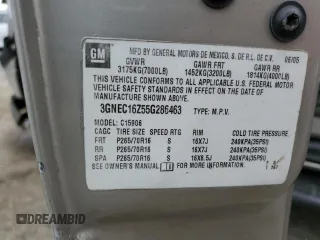 GM
MFD BY GENERAL MOTORS DE MEXICO, S. DE R.L. DE C.V. 06/05
GVWR GAWR FRT GAWR RR
3175KG(7000LB) 1452KG(3200LB) 1814KG(4000LB)
THIS VEHICLE CONFORMS TO ALL APPLICABLE U.S. FEDERAL MOTOR
VEHICLE SAFETY STANDARDS IN EFFECT ON THE DATE OF
MANUFACTURE SHOWN ABOVE.
3GNEC16Z55G286463 TYPE: M.P.V.
MODEL: C15906
CAGC TIRE SIZE SPEED RTG RIM COLD TIRE PRESSURE
FRT P265/70R16 S 16X7J 240KPA(35PSI)
RR P265/70R16 S 16X7J 240KPA(35PSI)
SPA P265/70R16 S 16X6.5J 240KPA(35PSI)
SEE OWNER'S MANUAL FOR MORE INFORMATION.
DREAMBID